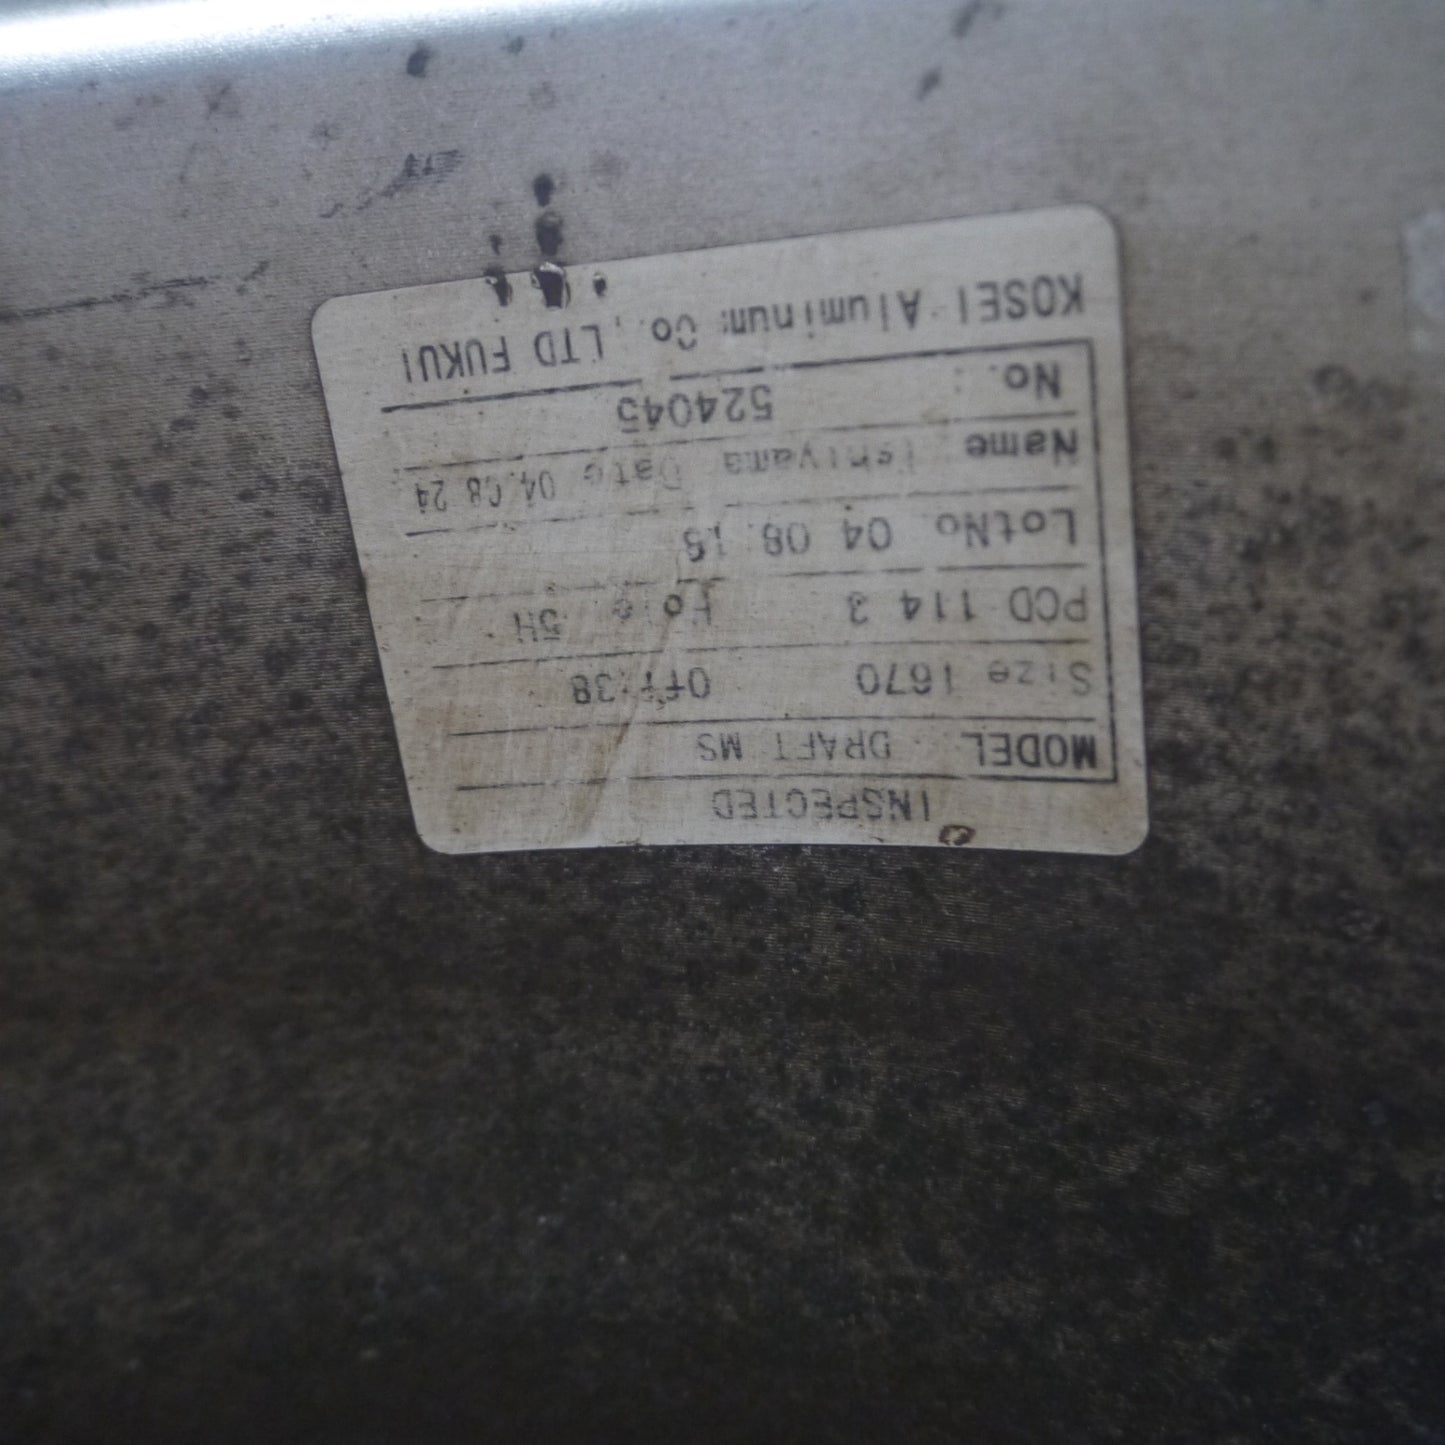 INSPECTED
MODEL DRAFT MS
Size 1670 Off 38
PCD 114 3 Hole 5H
LotNo. 04 08. 18
Name Date 04.08 24
No. : 524045
KOSEI Aluminum Co.,LTD FUKUI